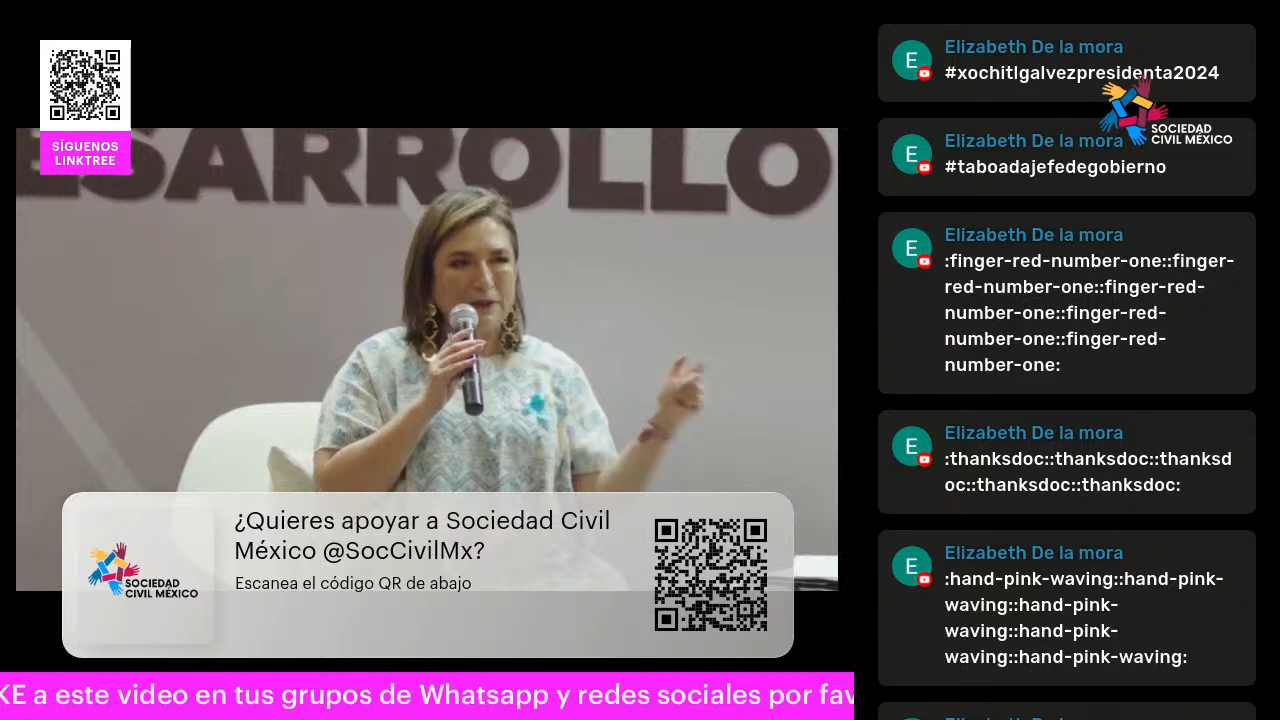 SÍGUENOS
LINKTREE
ESARROLLO
¿Quieres apoyar a Sociedad Civil
México @SocCivilMx?
Escanea el código QR de abajo
SOCIEDAD
CIVIL MÉXICO
KE a este video en tus grupos de Whatsapp y redes sociales por fav
Elizabeth De la mora
#xochitlgalvezpresidenta2024
SOCIEDAD
CIVIL MÉXICO
Elizabeth De la mora
#taboadajefedegobierno
Elizabeth De la mora
:finger-red-number-one::finger-
red-number-one::finger-red-
number-one::finger-red-
number-one::finger-red-
number-one:
Elizabeth De la mora
:thanksdoc::thanksdoc::thanksd
oc::thanksdoc::thanksdoc:
Elizabeth De la mora
:hand-pink-waving::hand-pink-
waving::hand-pink-
waving::hand-pink-
waving::hand-pink-waving:
E
E
E
E
E